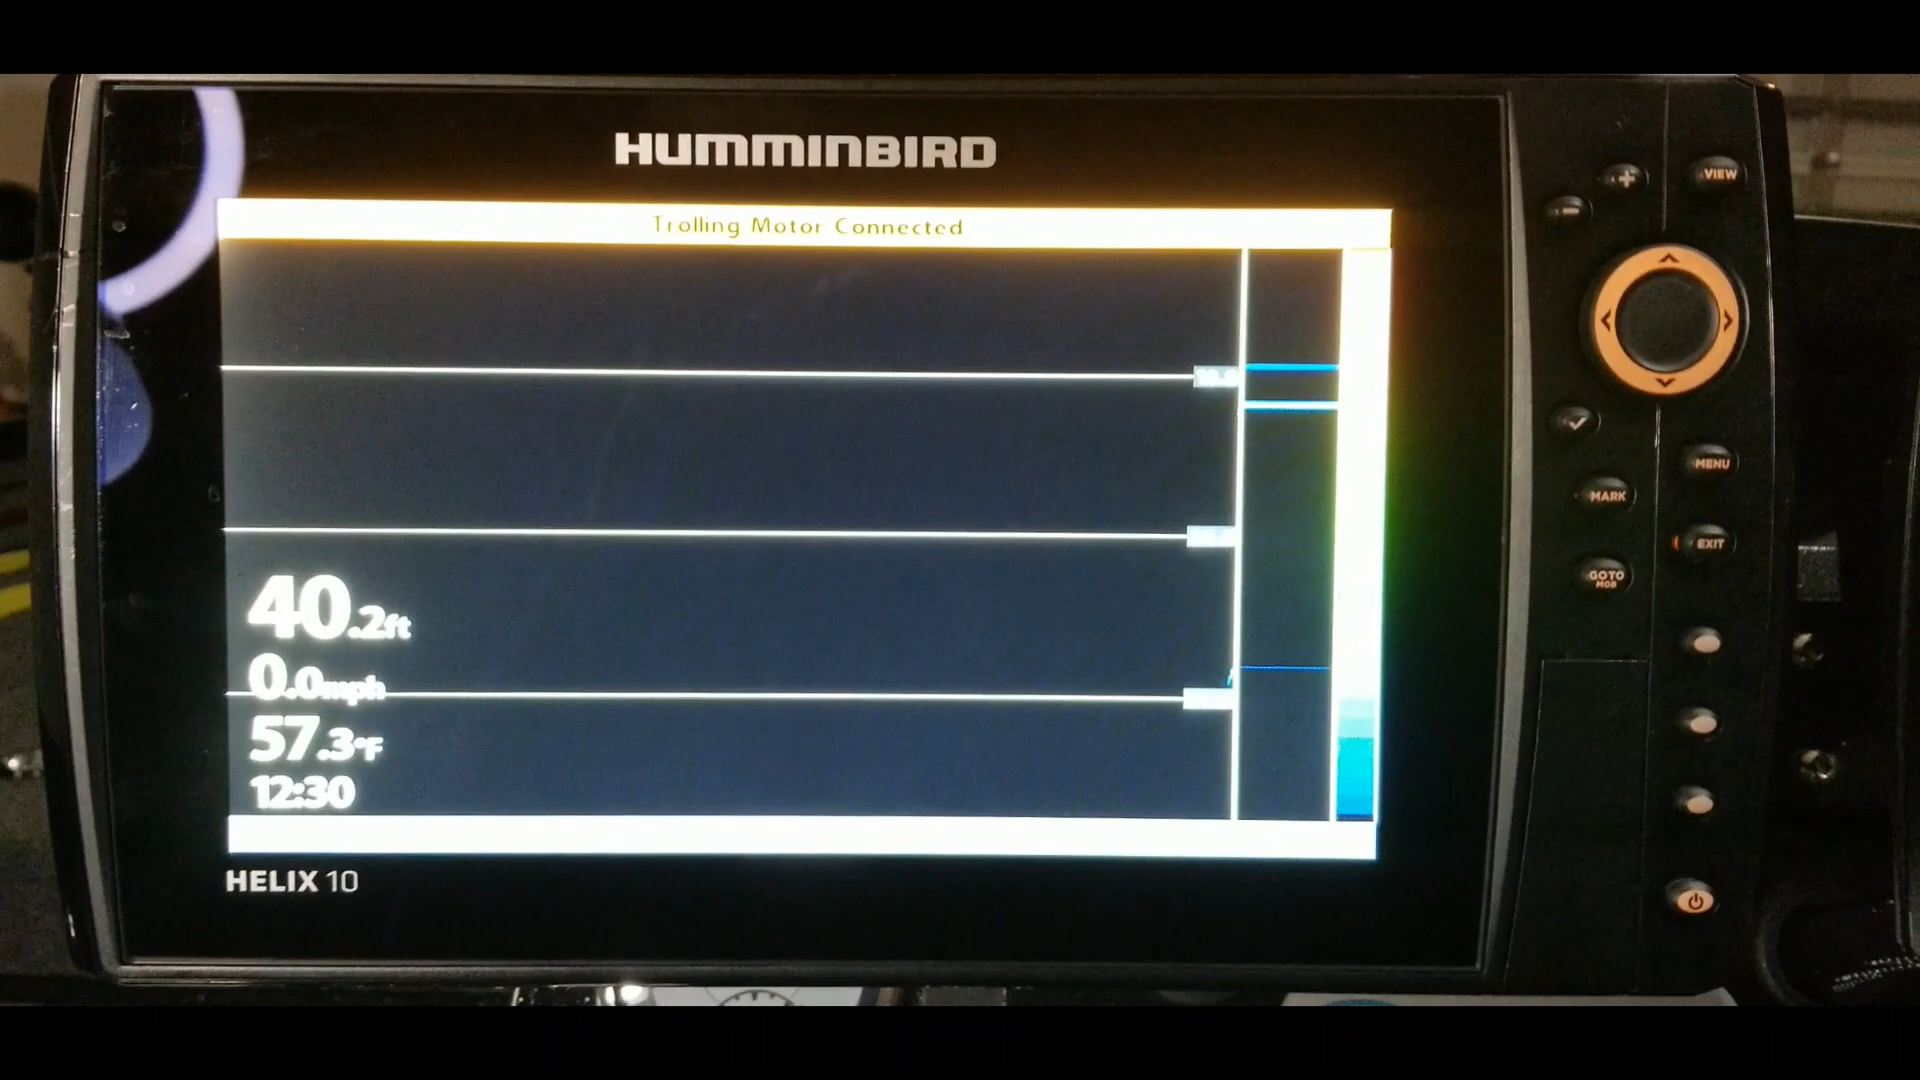 HUMMINBIRD
Trolling Motor Connected
40.2ft
0.0mph
57.3°F
12:30
HELIX 10
VIEW
MENU
MARK
EXIT
GOTO
MOB